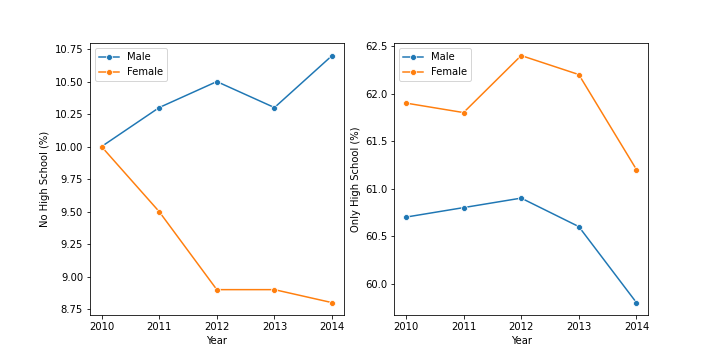 No High School (%)
10.75
10.50
10.25
10.00
9.75
9.50
9.25
9.00
8.75
Male
Female
2010 2011 2012 2013 2014
Year
Only High School (%)
62.5
62.0
61.5
61.0
60.5
60.0
Male
Female
2010 2011 2012 2013 2014
Year